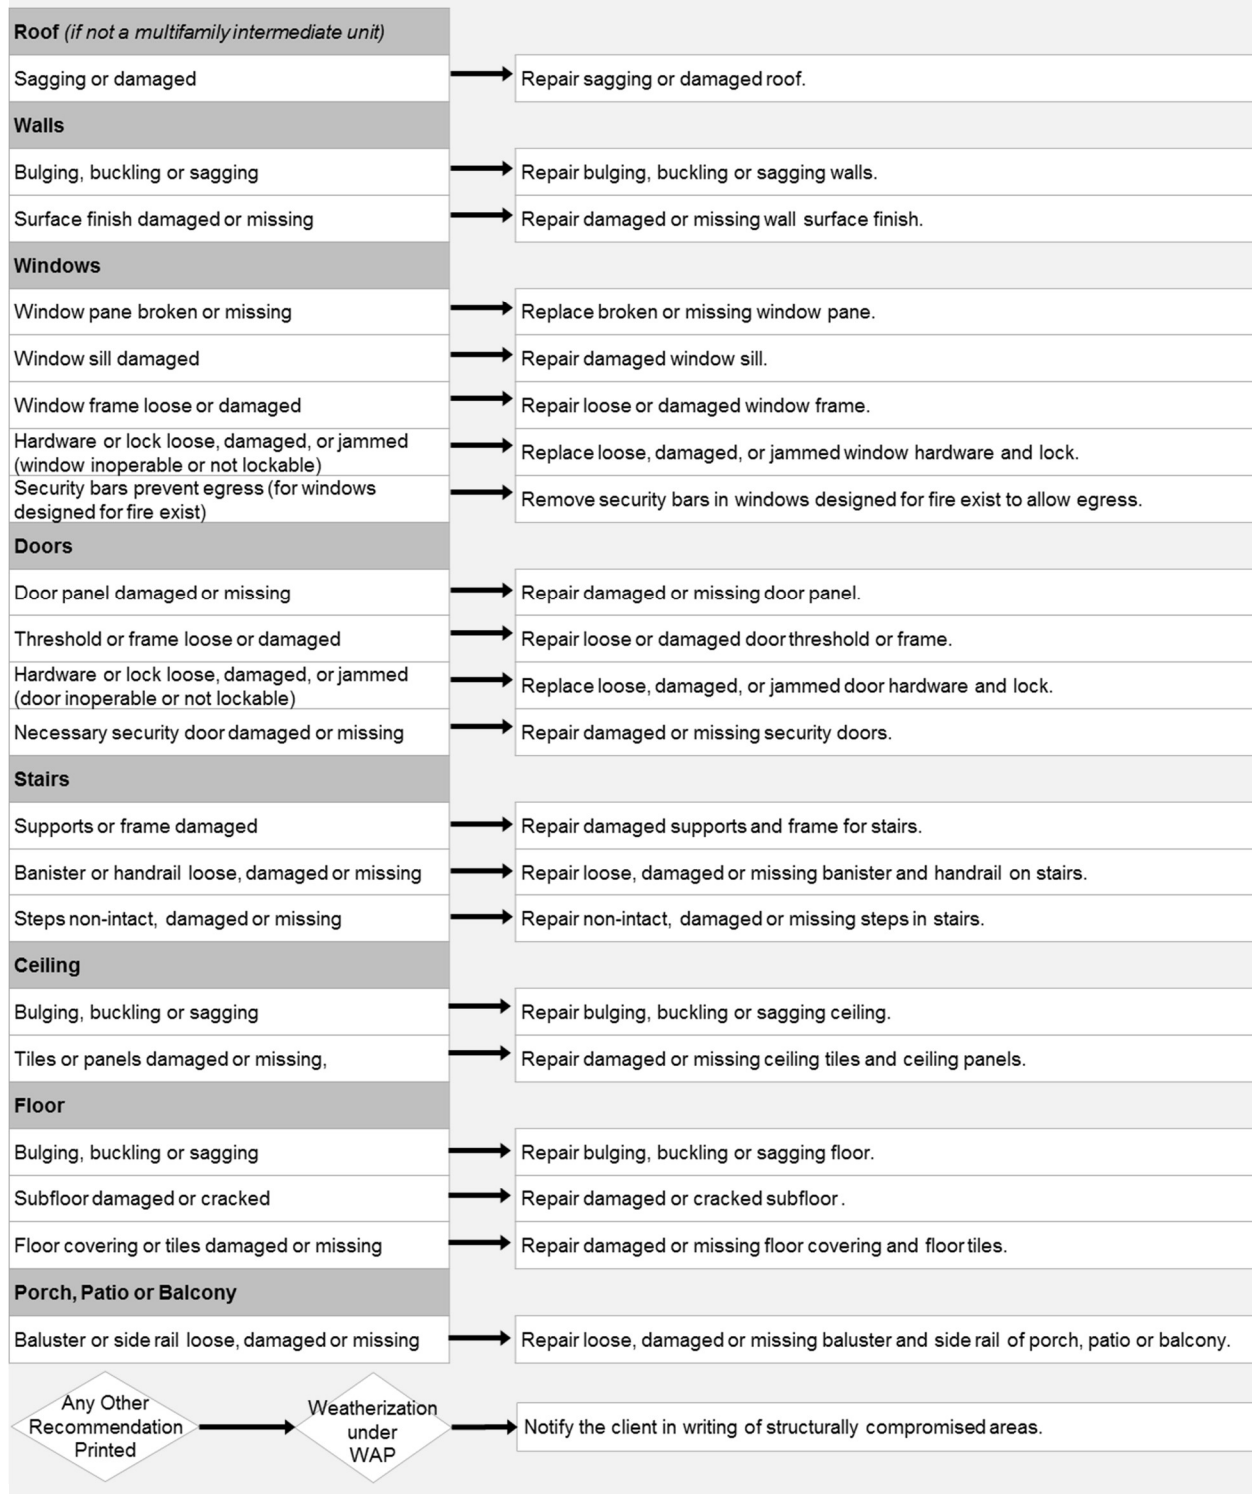 Roof (if not a multifamily intermediate unit)
Sagging or damaged
Repair sagging or damaged roof.
Walls
Bulging, buckling or sagging
Repair bulging, buckling or sagging walls.
Surface finish damaged or missing
Repair damaged or missing wall surface finish.
Windows
Window pane broken or missing
Replace broken or missing window pane.
Window sill damaged
Repair damaged window sill.
Window frame loose or damaged
Repair loose or damaged window frame.
Hardware or lock loose, damaged, or jammed
(window inoperable or not lockable)
Replace loose, damaged, or jammed window hardware and lock.
Security bars prevent egress (for windows
designed for fire exist)
Remove security bars in windows designed for fire exist to allow egress.
Doors
Door panel damaged or missing
Repair damaged or missing door panel.
Threshold or frame loose or damaged
Repair loose or damaged door threshold or frame.
Hardware or lock loose, damaged, or jammed
(door inoperable or not lockable)
Replace loose, damaged, or jammed door hardware and lock.
Necessary security door damaged or missing
Repair damaged or missing security doors.
Stairs
Supports or frame damaged
Repair damaged supports and frame for stairs.
Banister or handrail loose, damaged or missing
Repair loose, damaged or missing banister and handrail on stairs.
Steps non-intact, damaged or missing
Repair non-intact, damaged or missing steps in stairs.
Ceiling
Bulging, buckling or sagging
Repair bulging, buckling or sagging ceiling.
Tiles or panels damaged or missing,
Repair damaged or missing ceiling tiles and ceiling panels.
Floor
Bulging, buckling or sagging
Repair bulging, buckling or sagging floor.
Subfloor damaged or cracked
Repair damaged or cracked subfloor.
Floor covering or tiles damaged or missing
Repair damaged or missing floor covering and floor tiles.
Porch, Patio or Balcony
Baluster or side rail loose, damaged or missing
Repair loose, damaged or missing baluster and side rail of porch, patio or balcony.
Any Other
Recommendation
Printed
Weatherization
under
WAP
Notify the client in writing of structurally compromised areas.